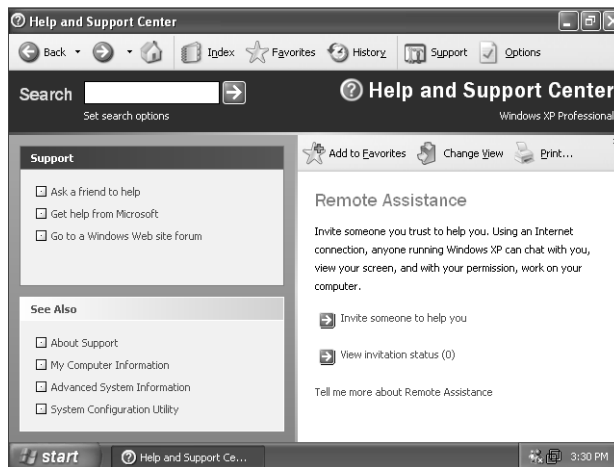 Help and Support Center
Back Index Favorites History Support Options
Search
Set search options
Help and Support Center
Windows XP Professional
Support
Ask a friend to help
Get help from Microsoft
Go to a Windows Web site forum
See Also
About Support
My Computer Information
Advanced System Information
System Configuration Utility
Add to Favorites Change View Print...
Remote Assistance
Invite someone you trust to help you. Using an Internet
connection, anyone running Windows XP can chat with you,
view your screen, and with your permission, work on your
computer.
Invite someone to help you
View invitation status (0)
Tell me more about Remote Assistance
start Help and Support Ce... 3:30 PM